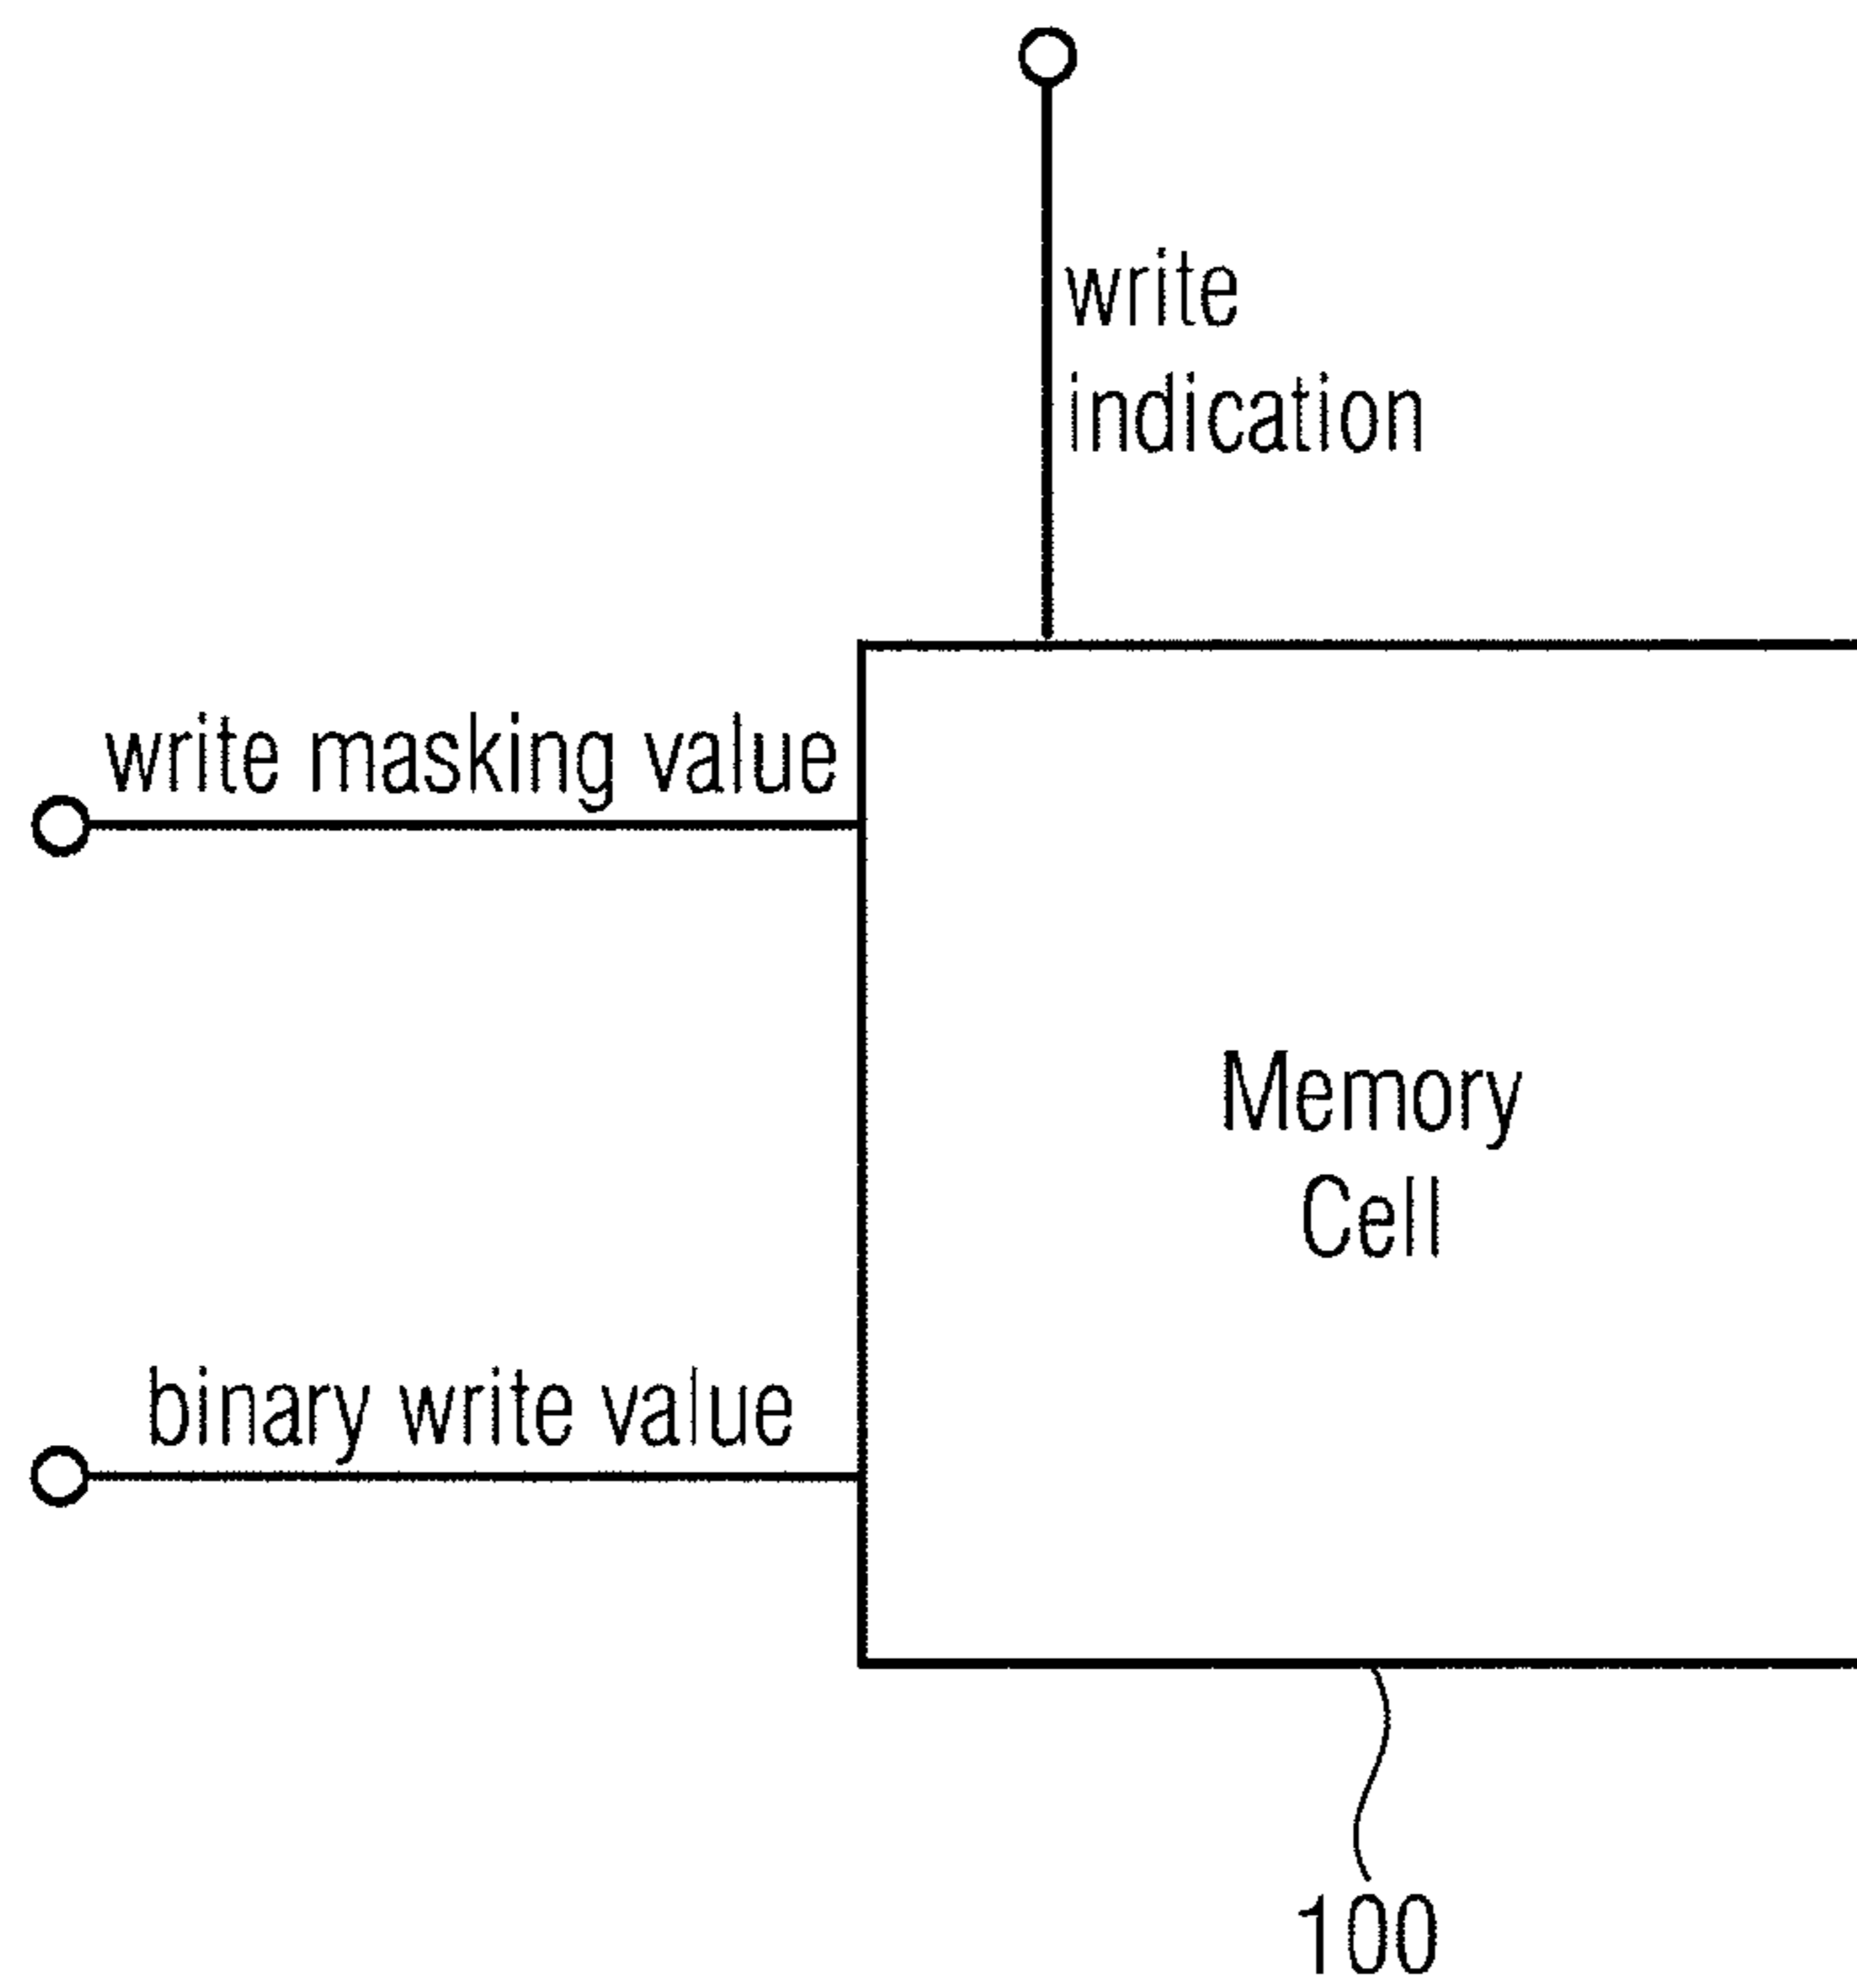 write
indication
write masking value
Memory
Cell
binary write value
100